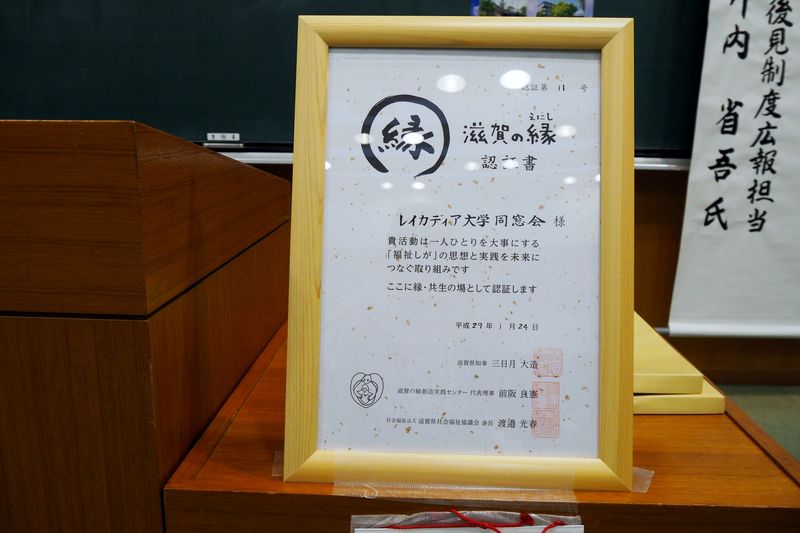 認証第 11 号
縁
えにし
滋賀の縁
認証書
レイカディア大学同窓会 様
貴活動は一人ひとりを大事にする
「福祉しが」の思想と実践を未来に
つなぐ取り組みです
ここに縁・共生の場として認証します
平成29年 1月24日
滋賀県知事 三日月 大造
滋賀の縁創造実践センター 代表理事 前阪 良憲
社会福祉法人 滋賀県社会福祉協議会 会長 渡邉 光春
後見制度広報担当
内 省吾氏